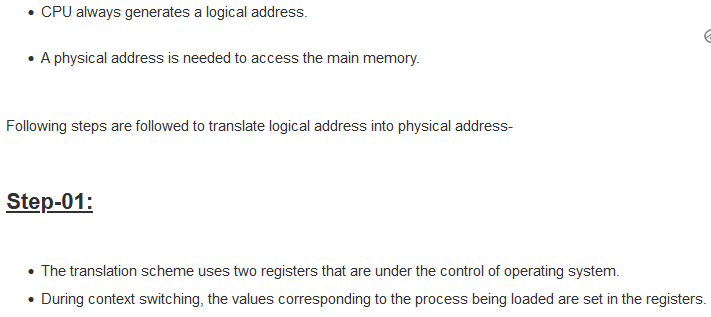 CPU always generates a logical address.
A physical address is needed to access the main memory.
Following steps are followed to translate logical address into physical address-
Step-01:
The translation scheme uses two registers that are under the control of operating system.
During context switching, the values corresponding to the process being loaded are set in the registers.